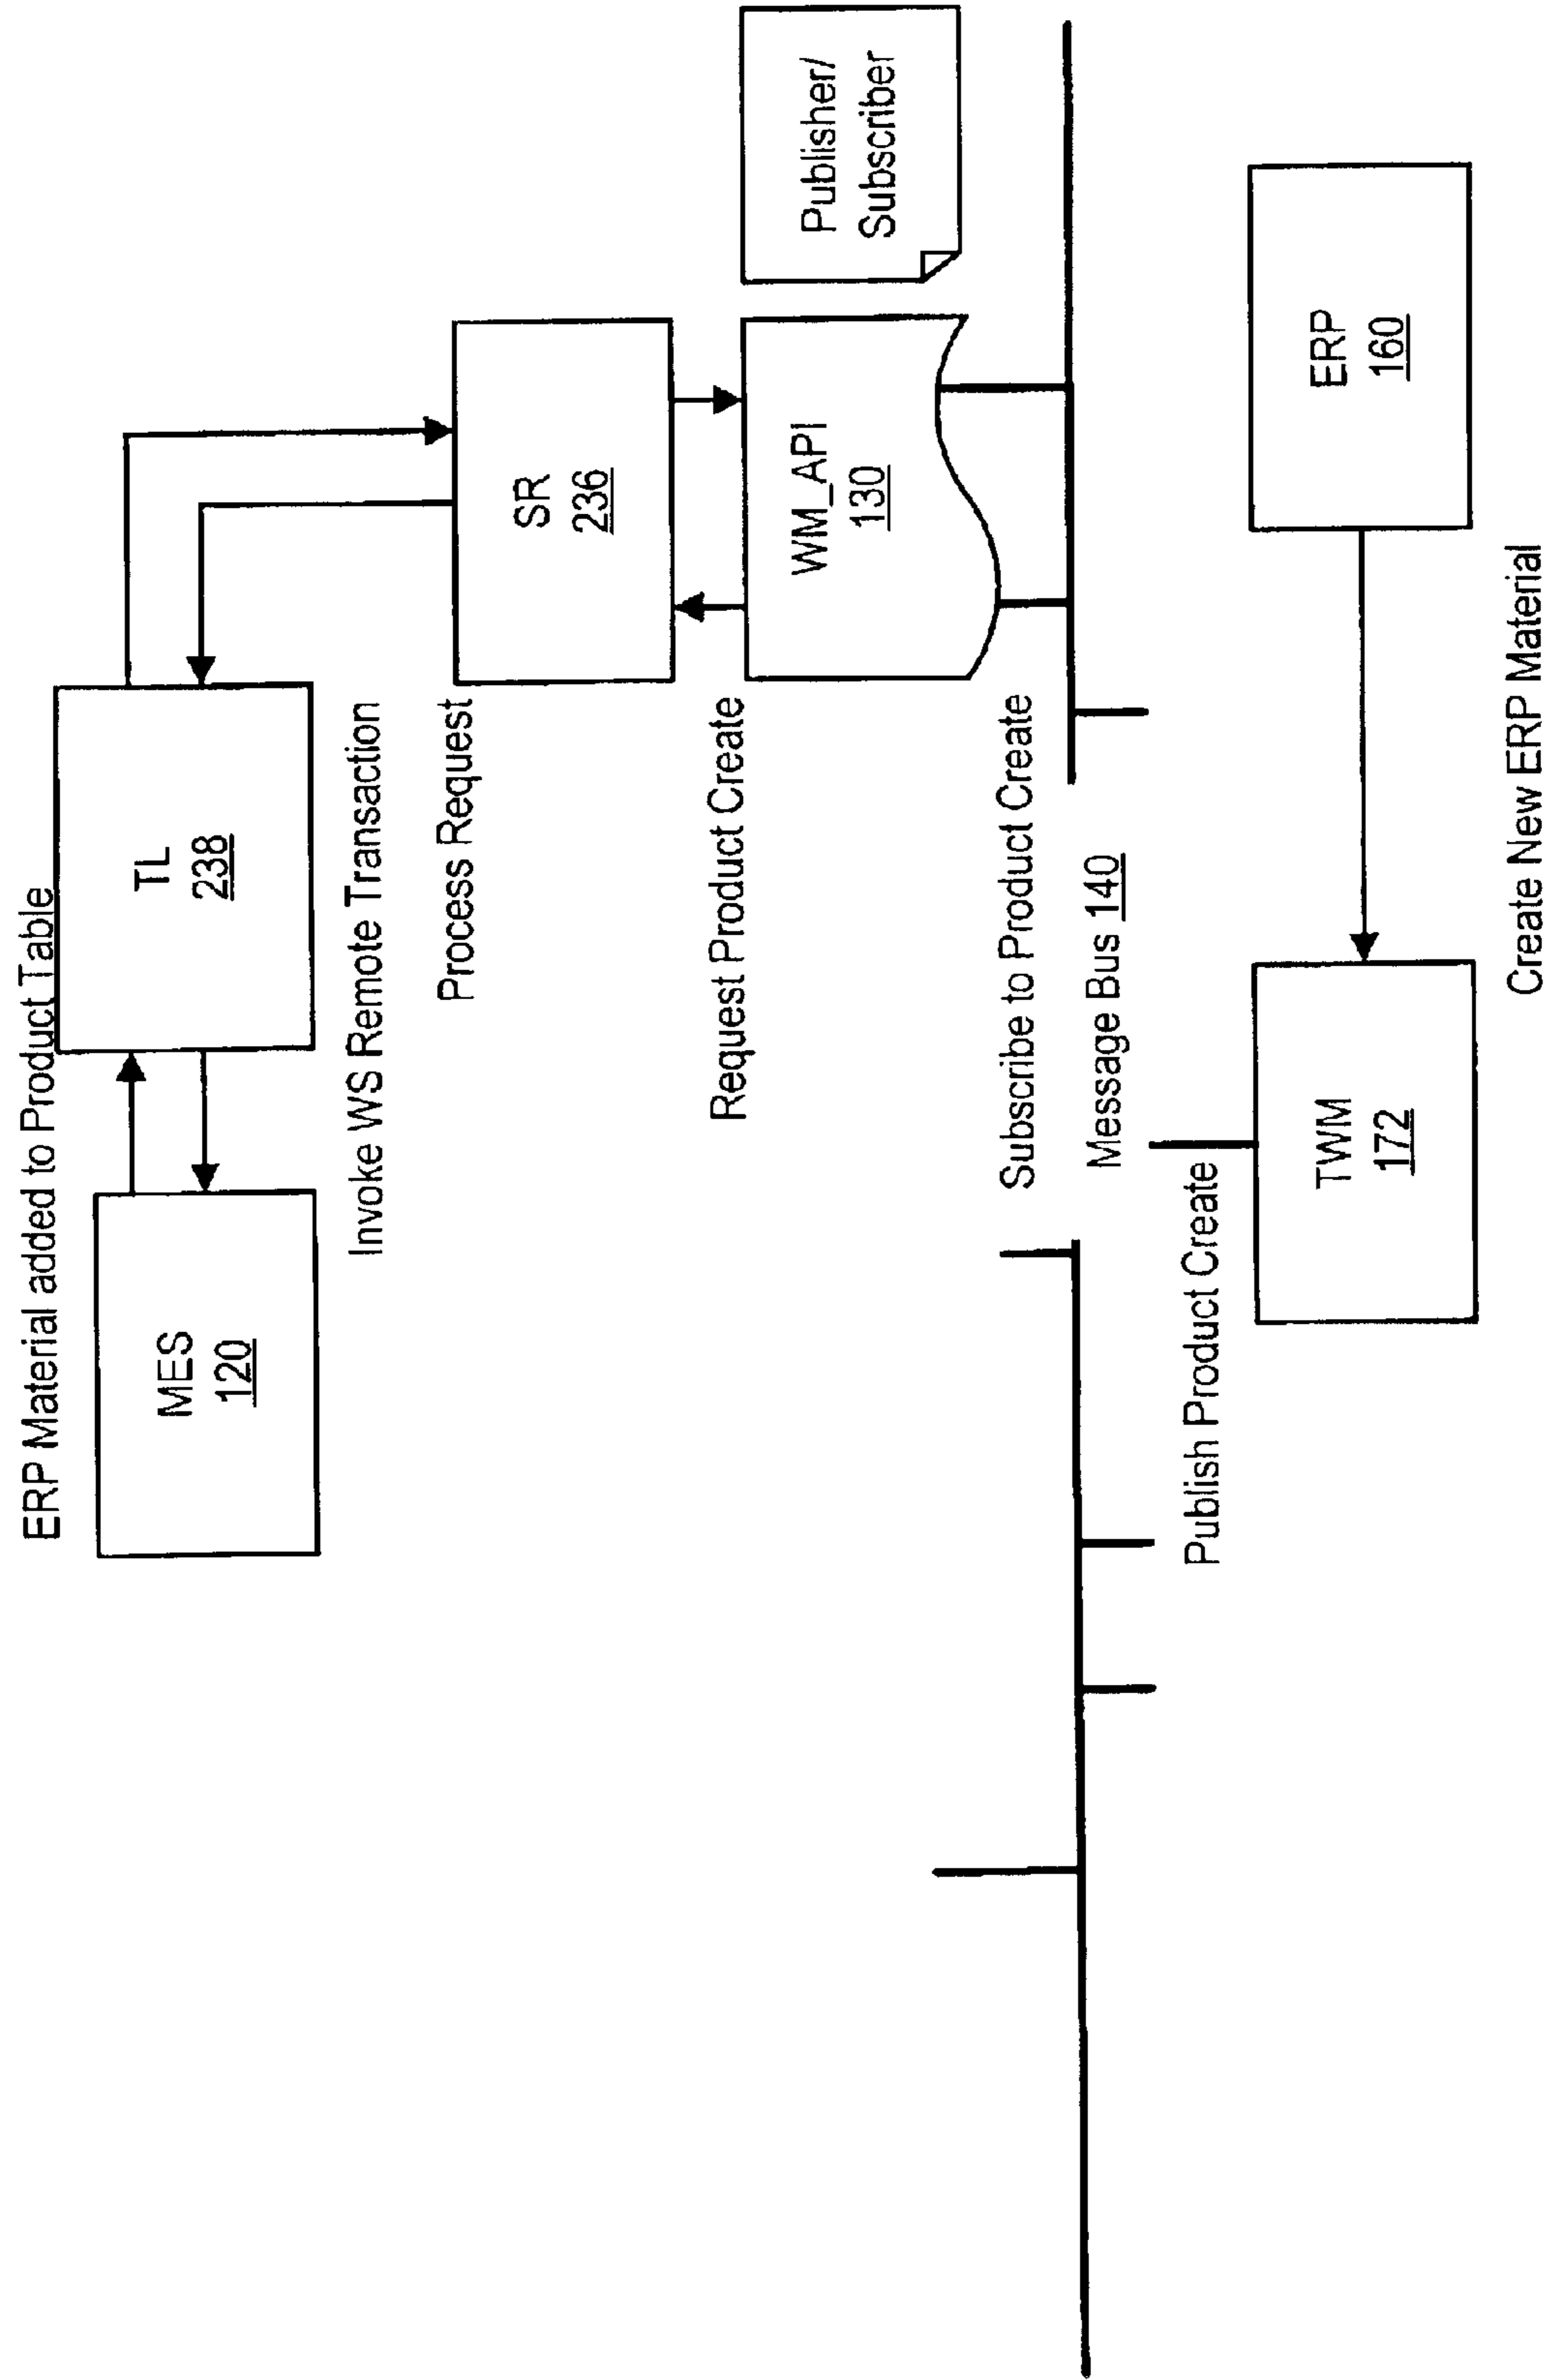 ERP Material added to Product Table
MES
120
TL
238
Invoke WS Remote Transaction
Process Request
SR
236
Request Product Create
WM_API
130
Publisher/
Subscriber
Subscribe to Product Create
Message Bus 140
Publish Product Create
TWM
172
ERP
160
Create New ERP Material